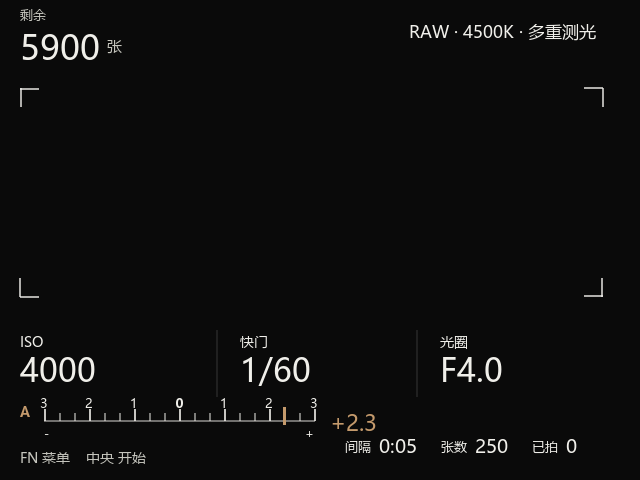 剩余
5900 张
RAW · 4500K · 多重测光
ISO 快门 光圈
4000 1/60 F4.0
A 3 2 1 0 1 2 3
- + +2.3
间隔 0:05 张数 250 已拍 0
FN 菜单 中央 开始